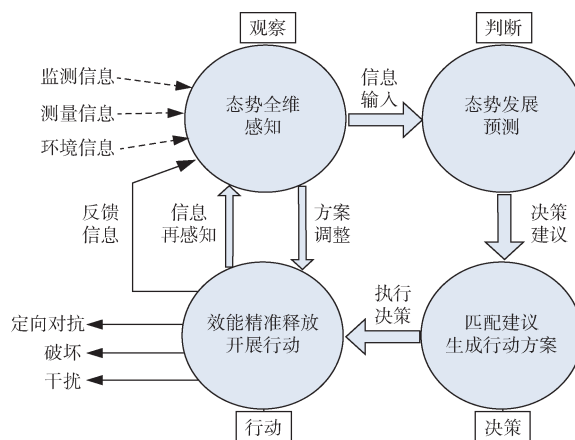 观察
判断
监测信息
测量信息
环境信息
态势全维
感知
信息
输入
态势发展
预测
反馈
信息
信息
再感知
方案
调整
决策
建议
定向对抗
破坏
干扰
效能精准释放
开展行动
执行
决策
匹配建议
生成行动方案
行动
决策